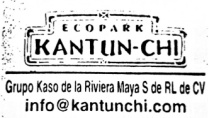 ECOPARK
KANTUN-CHI
Grupo Kaso de la Riviera Maya S de RL de CV
info@kantunchi.com